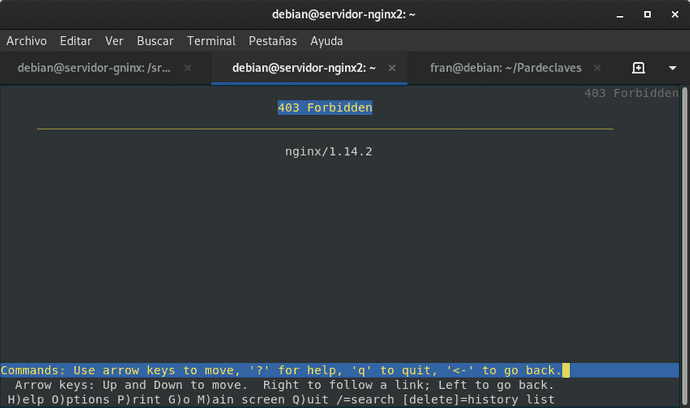 debian@servidor-nginx2: ~
Archivo Editar Ver Buscar Terminal Pestañas Ayuda
debian@servidor-gninx: /sr... debian@servidor-nginx2: ~ fran@debian: ~/Pardeclaves
403 Forbidden
403 Forbidden
nginx/1.14.2
Commands: Use arrow keys to move, '?' for help, 'q' to quit, '<-' to go back.
Arrow keys: Up and Down to move.  Right to follow a link; Left to go back.
H)elp O)ptions P)rint G)o M)ain screen Q)uit /=search [delete]=history list